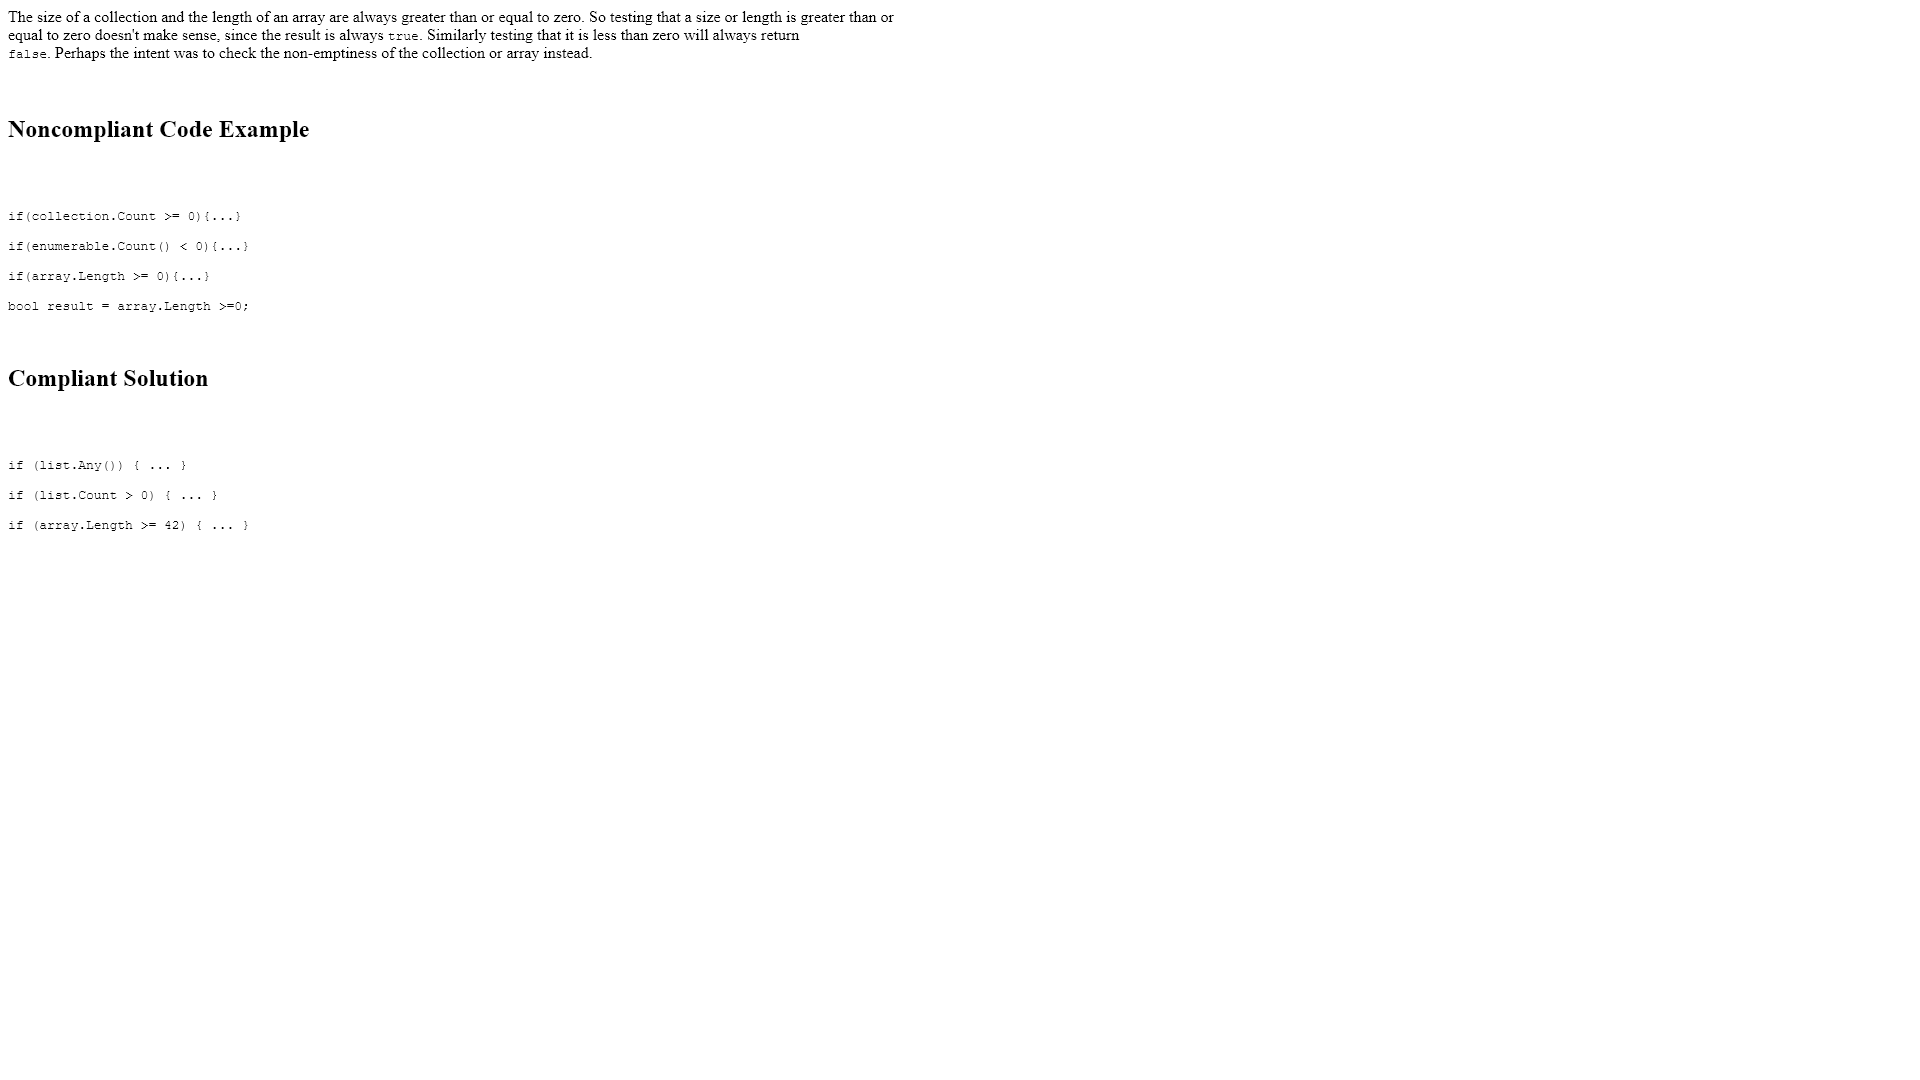 The size of a collection and the length of an array are always greater than or equal to zero. So testing that a size or length is greater than or
equal to zero doesn't make sense, since the result is always true. Similarly testing that it is less than zero will always return
false. Perhaps the intent was to check the non-emptiness of the collection or array instead.
Noncompliant Code Example
if(collection.Count >= 0){...}
if(enumerable.Count() < 0){...}
if(array.Length >= 0){...}
bool result = array.Length >=0;
Compliant Solution
if (list.Any()) { ... }
if (list.Count > 0) { ... }
if (array.Length >= 42) { ... }